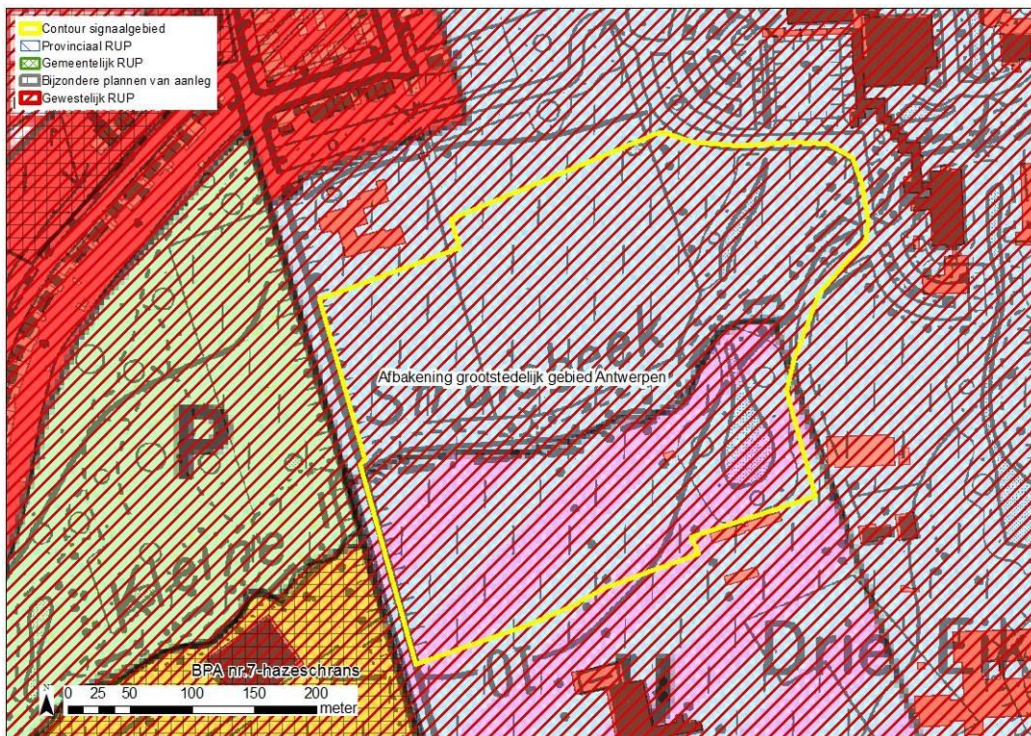 Contour signaalgebied
Provinciaal RUP
Gemeentelijk RUP
Bijzondere plannen van aanleg
Gewestelijk RUP
Afbakening grootstedelijk gebied Antwerpen
P
Kleine
Drie Eik
BPA nr.7-hazeschrans
N
0 25 50 100 150 200
meter